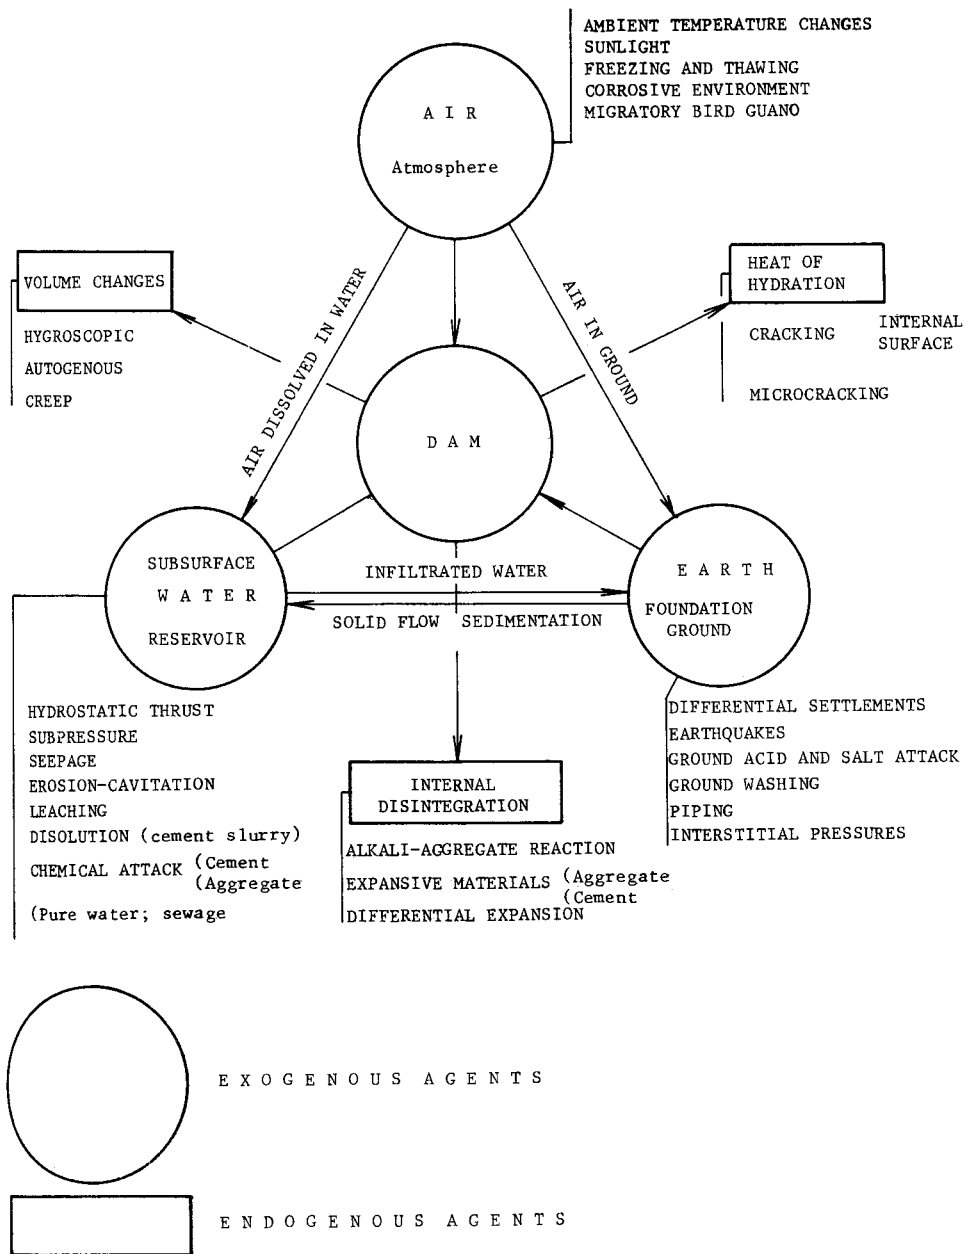 AMBIENT TEMPERATURE CHANGES
SUNLIGHT
FREEZING AND THAWING
CORROSIVE ENVIRONMENT
MIGRATORY BIRD GUANO
A I R
Atmosphere
VOLUME CHANGES
HYGROSCOPIC
AUTOGENOUS
CREEP
AIR DISSOLVED IN WATER
AIR IN GROUND
HEAT OF
HYDRATION
CRACKING INTERNAL
SURFACE
MICROCRACKING
D A M
SUBSURFACE
W A T E R
RESERVOIR
INFILTRATED WATER
SOLID FLOW SEDIMENTATION
E A R T H
FOUNDATION
GROUND
HYDROSTATIC THRUST
SUBPRESSURE
SEEPAGE
EROSION-CAVITATION
LEACHING
DISOLUTION (cement slurry)
CHEMICAL ATTACK (Cement
(Aggregate
(Pure water; sewage
INTERNAL
DISINTEGRATION
ALKALI-AGGREGATE REACTION
EXPANSIVE MATERIALS (Aggregate
(Cement
DIFFERENTIAL EXPANSION
DIFFERENTIAL SETTLEMENTS
EARTHQUAKES
GROUND ACID AND SALT ATTACK
GROUND WASHING
PIPING
INTERSTITIAL PRESSURES
E X O G E N O U S A G E N T S
E N D O G E N O U S A G E N T S